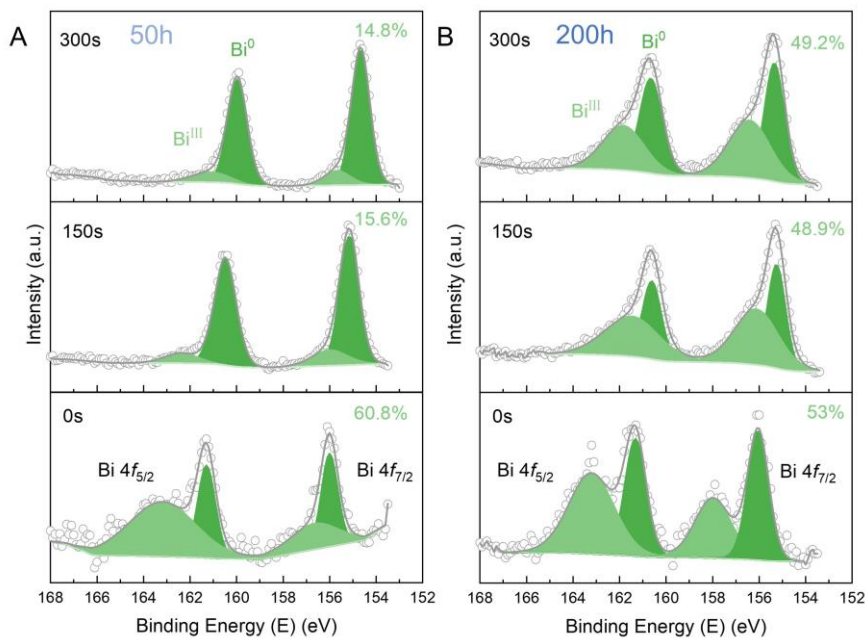 A
300s
50h
14.8%
Bi⁰
Biᴵᴵᴵ
150s
15.6%
0s
60.8%
Bi 4f5/2
Bi 4f7/2
Intensity (a.u.)
168 166 164 162 160 158 156 154 152
Binding Energy (E) (eV)
B
300s
200h
49.2%
Bi⁰
Biᴵᴵᴵ
150s
48.9%
0s
53%
Bi 4f5/2
Bi 4f7/2
Intensity (a.u.)
168 166 164 162 160 158 156 154 152
Binding Energy (E) (eV)